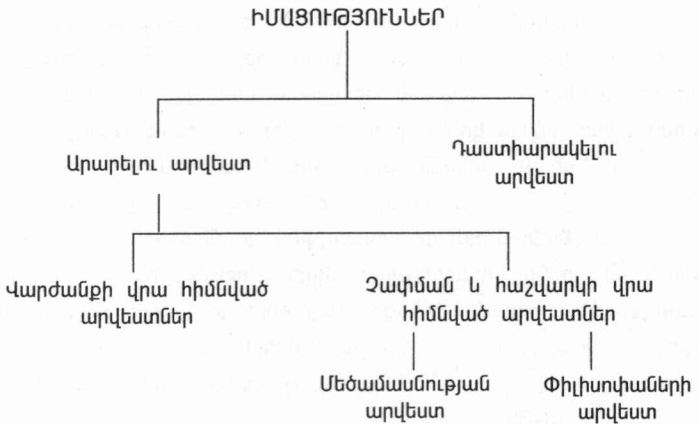 ԻՄԱՑՈՒԹՅՈՒՆՆԵՐ
Արարելու արվեստ
Դաստիարակելու
արվեստ
Վարժանքի վրա հիմնված
արվեստներ
Չափման և հաշվարկի վրա
հիմնված արվեստներ
Մեծամասնության
արվեստ
Փիլիսոփաների
արվեստ